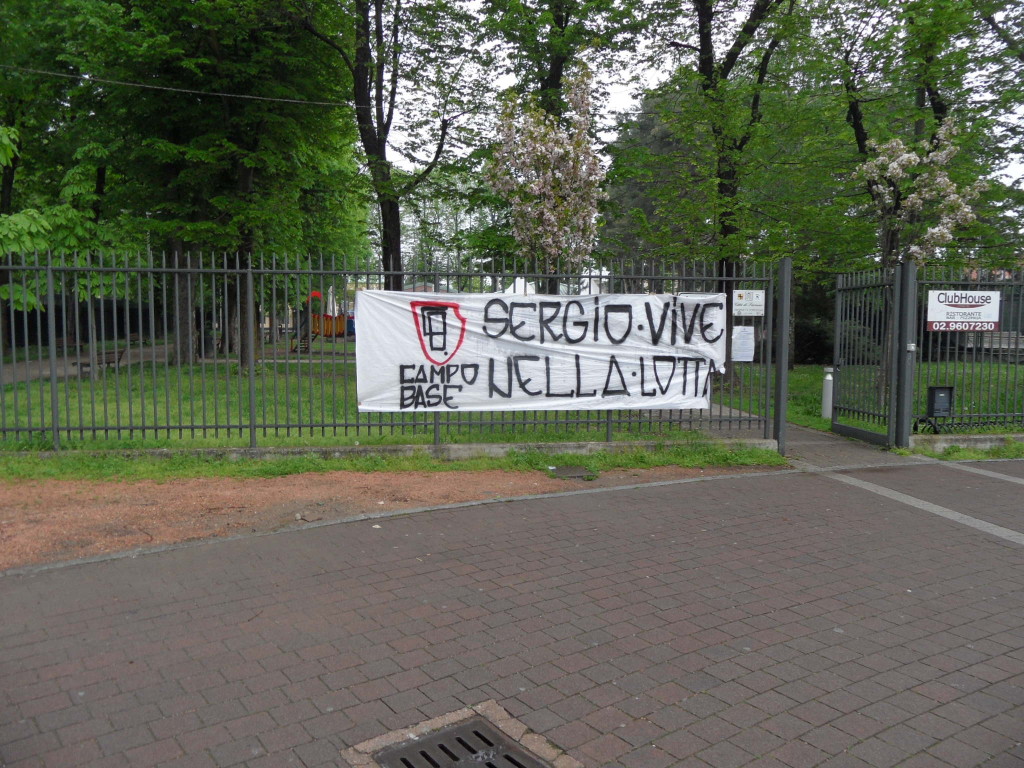 SERGIO·VIVE
NELLA·LOTTA
CAMPO
BASE
ClubHouse
RISTORANTE
02.9607230